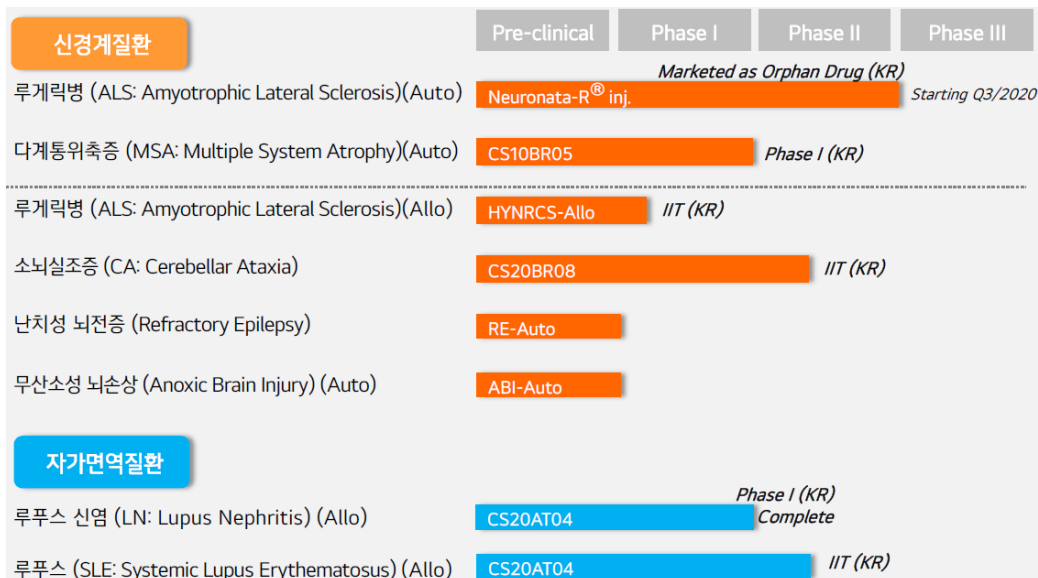 신경계질환
Pre-clinical Phase I Phase II Phase III
Marketed as Orphan Drug (KR)
루게릭병 (ALS: Amyotrophic Lateral Sclerosis)(Auto) Neuronata-R® inj. Starting Q3/2020
다계통위축증 (MSA: Multiple System Atrophy)(Auto) CS10BR05 Phase I (KR)
루게릭병 (ALS: Amyotrophic Lateral Sclerosis)(Allo) HYNRCS-Allo IIT (KR)
소뇌실조증 (CA: Cerebellar Ataxia) CS20BR08 IIT (KR)
난치성 뇌전증 (Refractory Epilepsy) RE-Auto
무산소성 뇌손상 (Anoxic Brain Injury) (Auto) ABI-Auto
자가면역질환
Phase I (KR)
루푸스 신염 (LN: Lupus Nephritis) (Allo) CS20AT04 Complete
루푸스 (SLE: Systemic Lupus Erythematosus) (Allo) CS20AT04 IIT (KR)